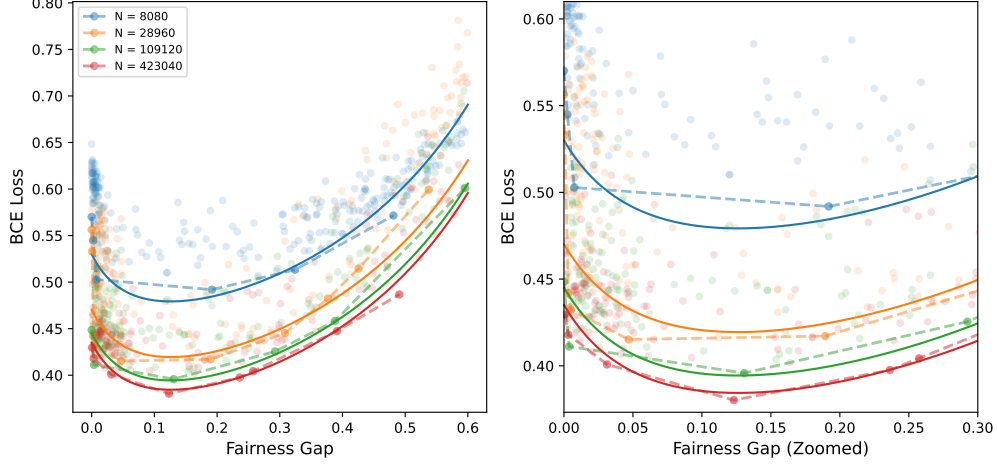 0.80
0.75
0.70
0.65
0.60
0.55
0.50
0.45
0.40
BCE Loss
N = 8080
N = 28960
N = 109120
N = 423040
0.0 0.1 0.2 0.3 0.4 0.5 0.6
Fairness Gap
0.60
0.55
0.50
0.45
0.40
BCE Loss
0.00 0.05 0.10 0.15 0.20 0.25 0.30
Fairness Gap (Zoomed)